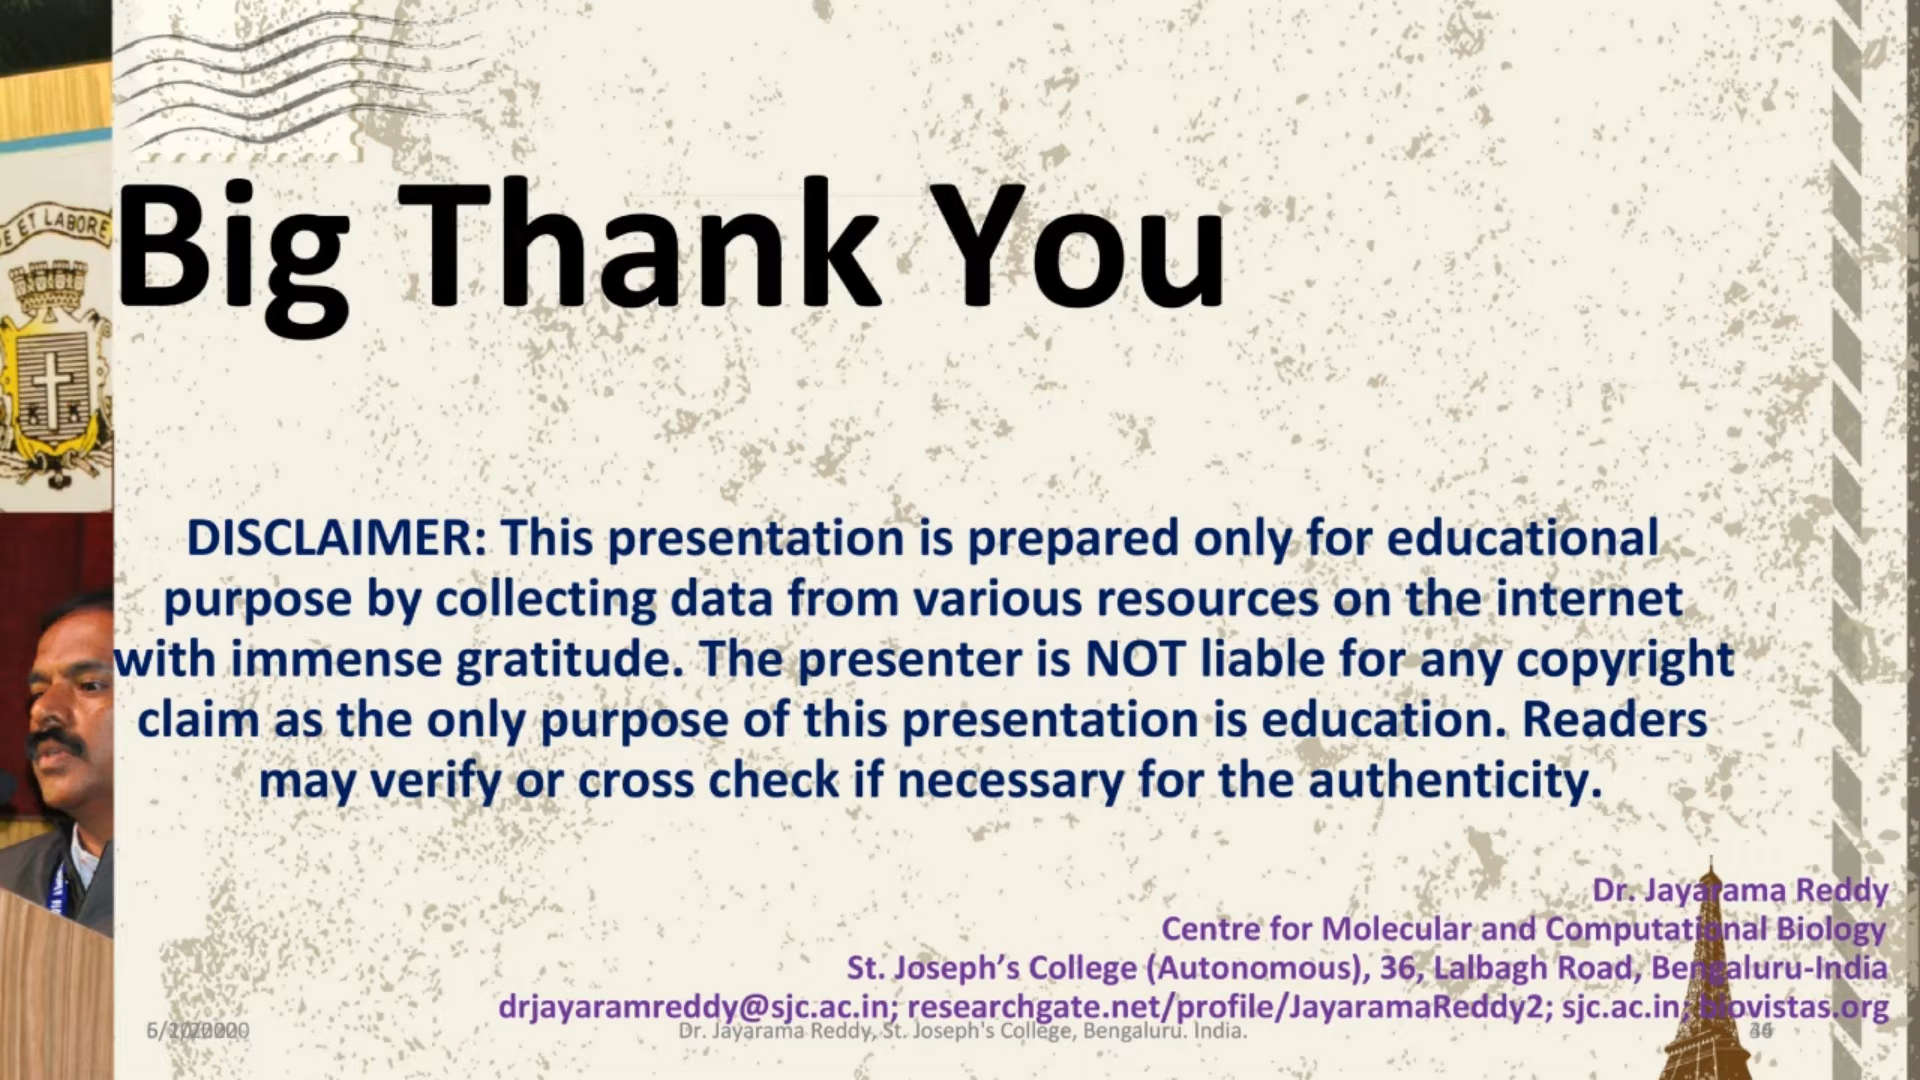 E ET LABORE
Big Thank You
DISCLAIMER: This presentation is prepared only for educational
purpose by collecting data from various resources on the internet
with immense gratitude. The presenter is NOT liable for any copyright
claim as the only purpose of this presentation is education. Readers
may verify or cross check if necessary for the authenticity.
Dr. Jayarama Reddy
Centre for Molecular and Computational Biology
St. Joseph’s College (Autonomous), 36, Lalbagh Road, Bengaluru-India
drjayaramreddy@sjc.ac.in; researchgate.net/profile/JayaramaReddy2; sjc.ac.in; biovistas.org
Dr. Jayarama Reddy, St. Joseph's College, Bengaluru. India.